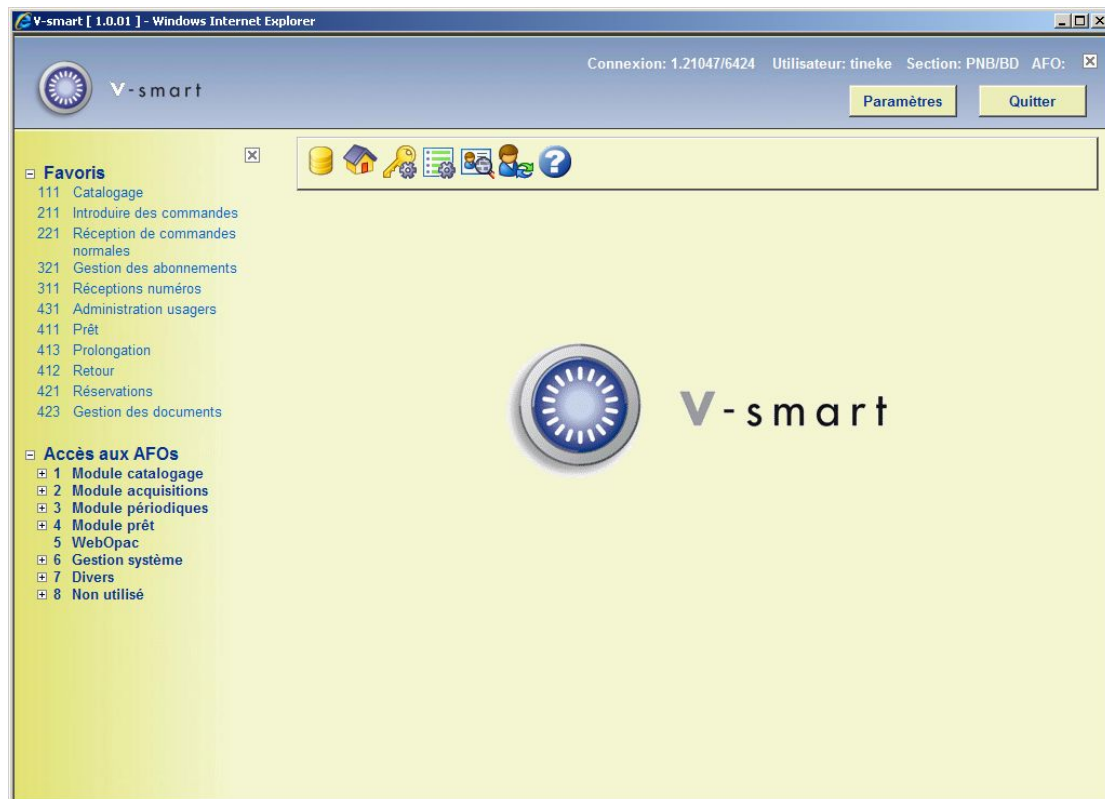 V-smart [ 1.0.01 ] - Windows Internet Explorer
Connexion: 1.21047/6424 Utilisateur: tineke Section: PNB/BD AFO:
V-smart
Paramètres Quitter
Favoris
111 Catalogage
211 Introduire des commandes
221 Réception de commandes
normales
321 Gestion des abonnements
311 Réceptions numéros
431 Administration usagers
411 Prêt
413 Prolongation
412 Retour
421 Réservations
423 Gestion des documents
Accès aux AFOs
1 Module catalogage
2 Module acquisitions
3 Module périodiques
4 Module prêt
5 WebOpac
6 Gestion système
7 Divers
8 Non utilisé
V-smart